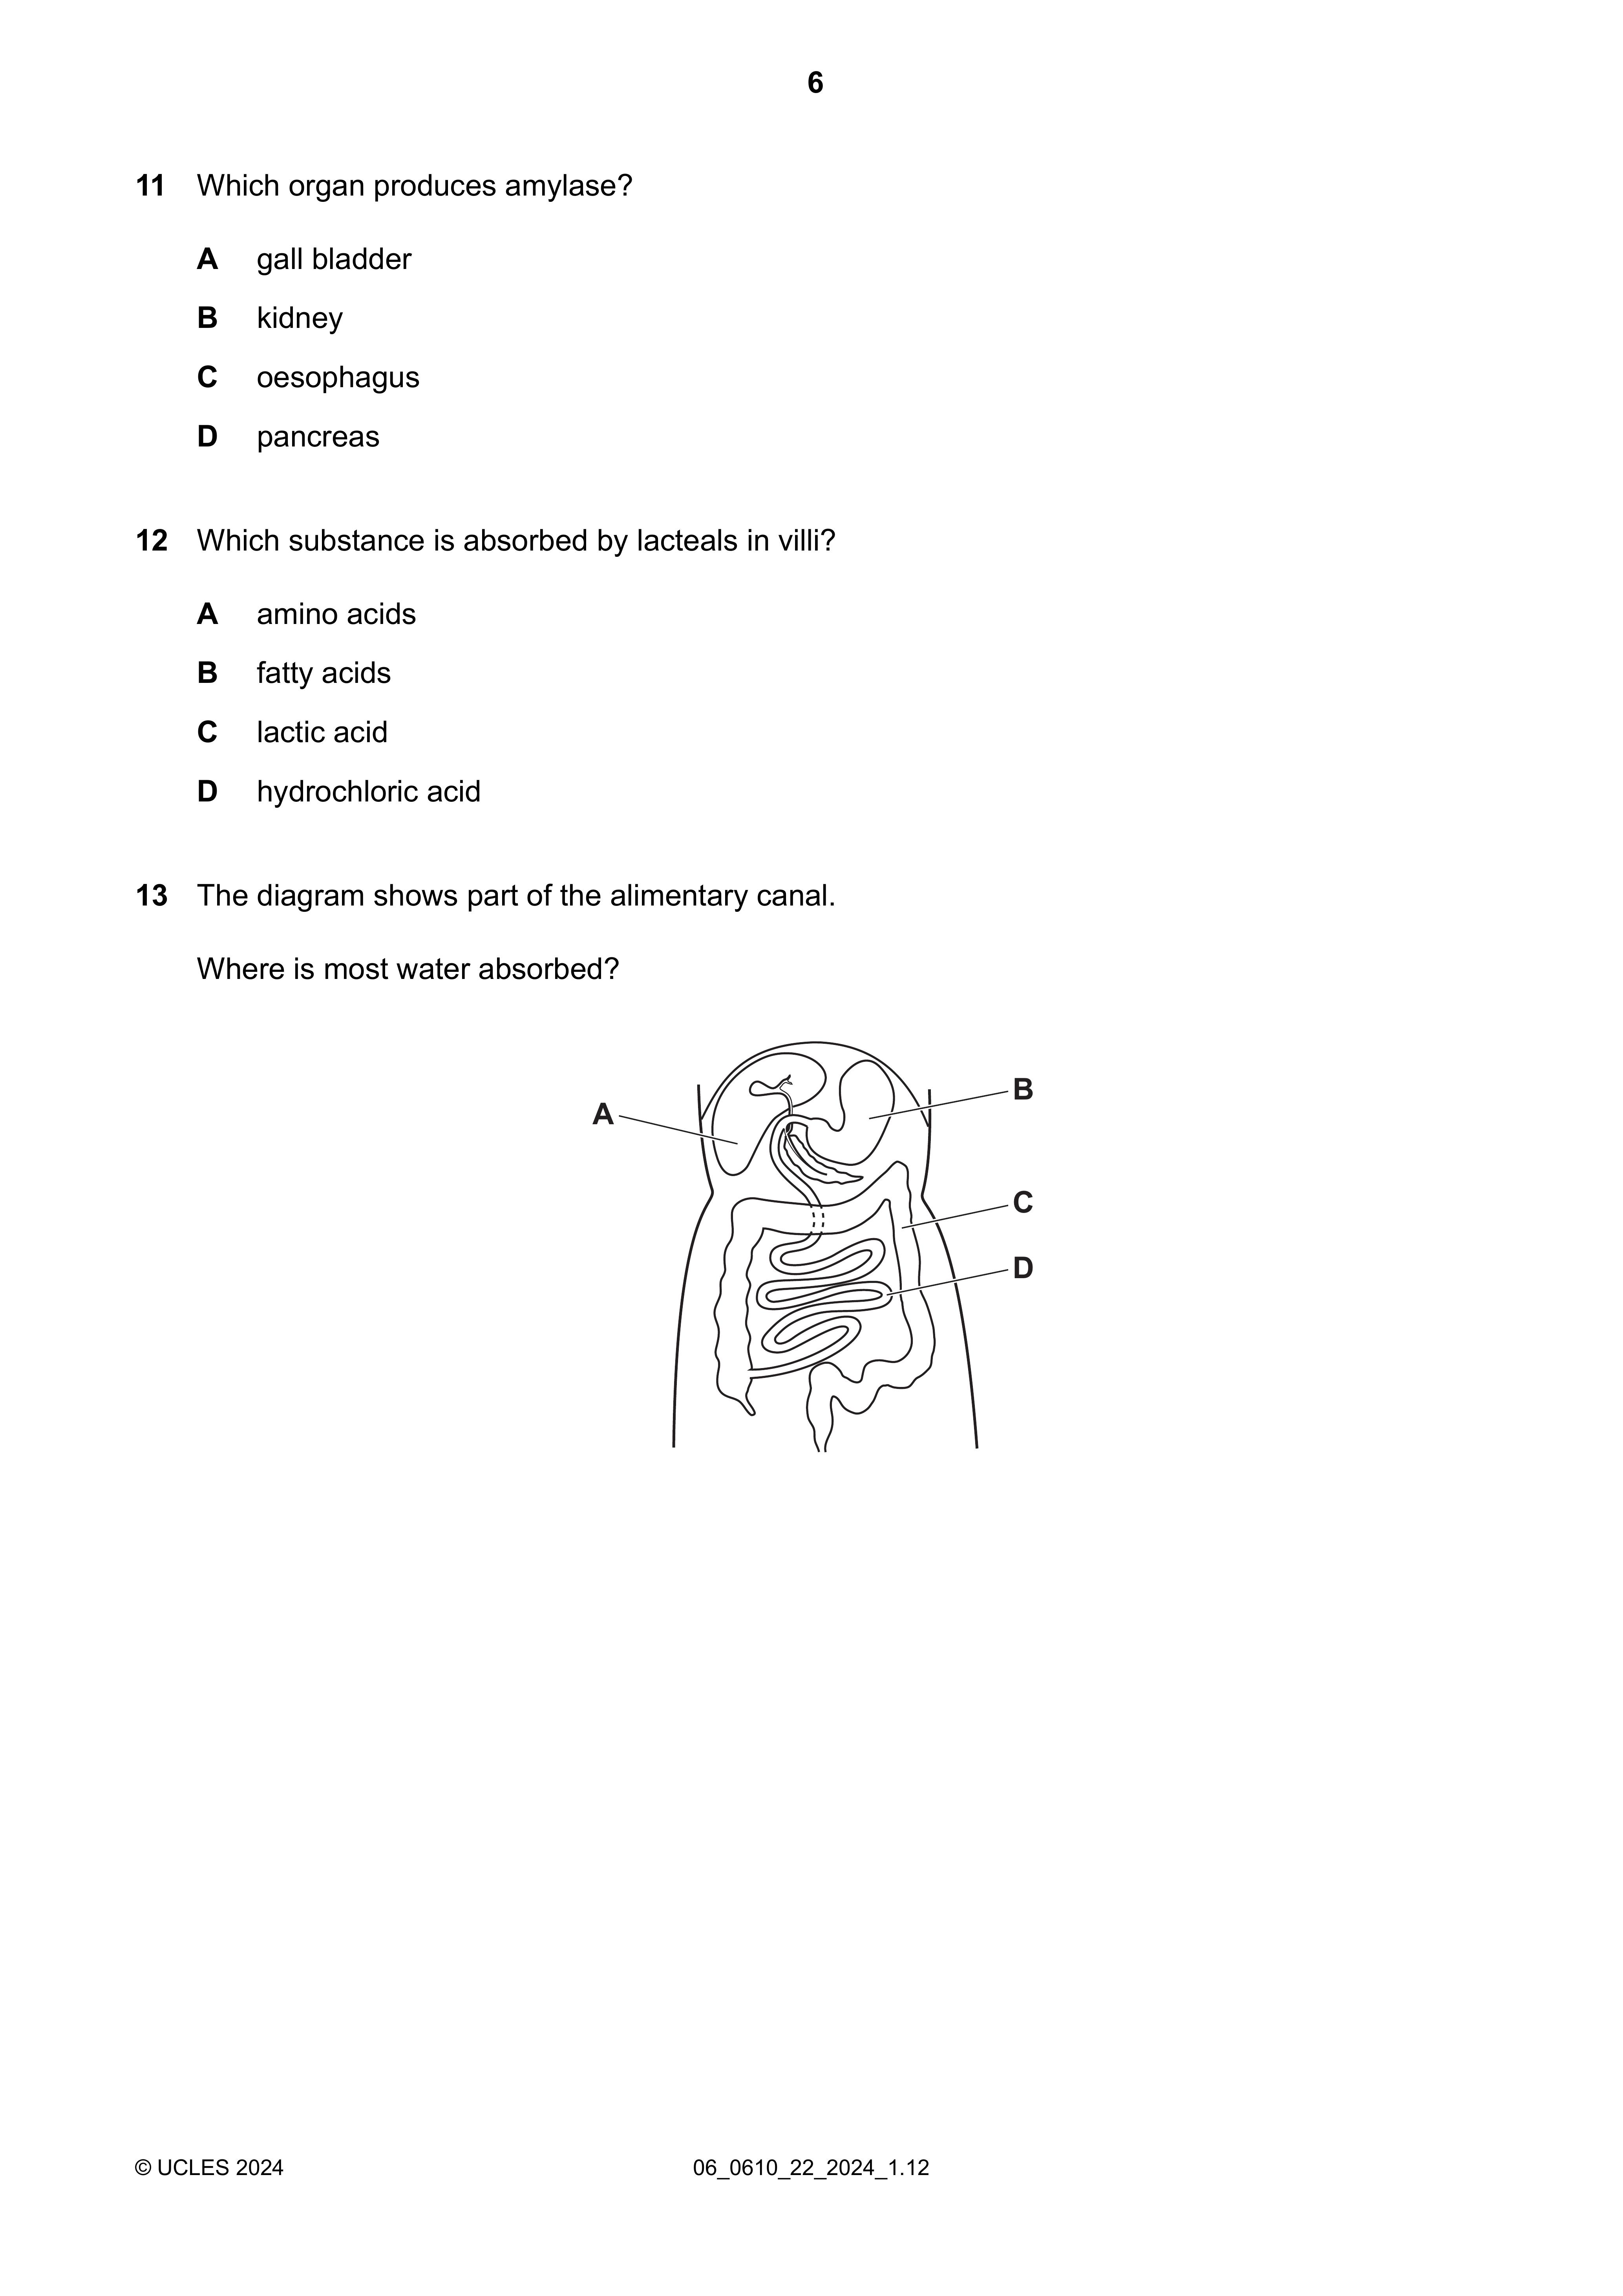 6
11 Which organ produces amylase?
A gall bladder
B kidney
C oesophagus
D pancreas
12 Which substance is absorbed by lacteals in villi?
A amino acids
B fatty acids
C lactic acid
D hydrochloric acid
13 The diagram shows part of the alimentary canal.
Where is most water absorbed?
B
A
C
D
© UCLES 2024 06_0610_22_2024_1.12